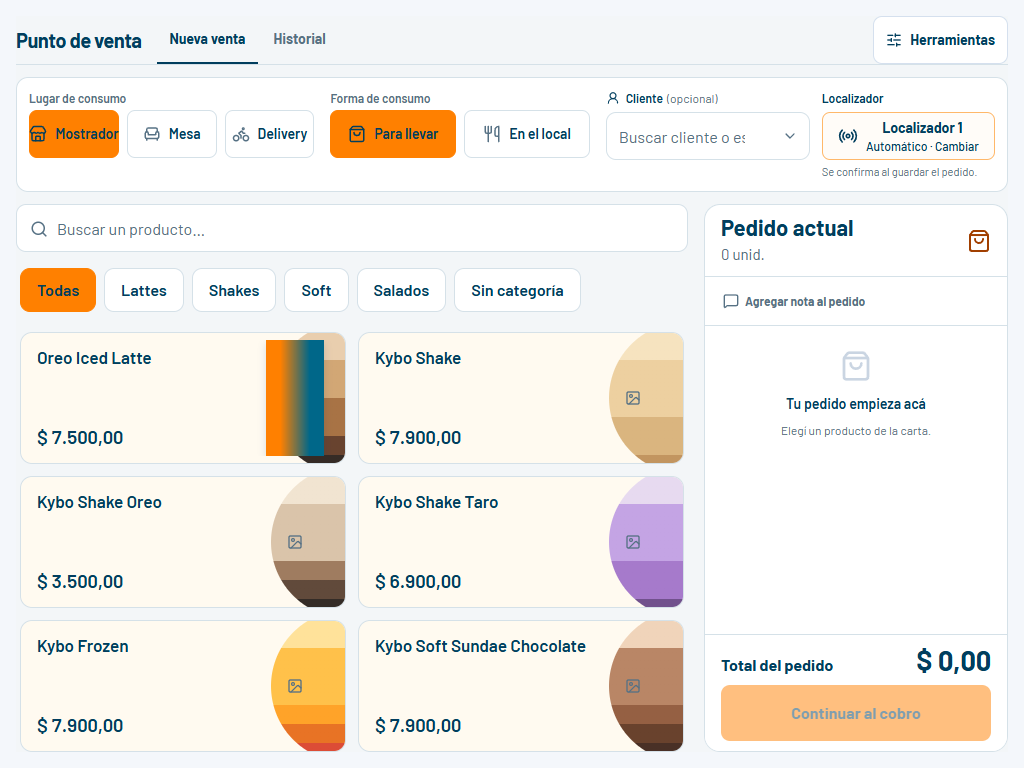 Punto de venta
Nueva venta
Historial
Herramientas
Lugar de consumo
Mostrador
Mesa
Delivery
Forma de consumo
Para llevar
En el local
Cliente (opcional)
Buscar cliente o es
Localizador
Localizador 1
Automático · Cambiar
Se confirma al guardar el pedido.
Buscar un producto...
Todas
Lattes
Shakes
Soft
Salados
Sin categoría
Oreo Iced Latte
$ 7.500,00
Kybo Shake
$ 7.900,00
Kybo Shake Oreo
$ 3.500,00
Kybo Shake Taro
$ 6.900,00
Kybo Frozen
$ 7.900,00
Kybo Soft Sundae Chocolate
$ 7.900,00
Pedido actual
0 unid.
Agregar nota al pedido
Tu pedido empieza acá
Elegí un producto de la carta.
Total del pedido
$ 0,00
Continuar al cobro